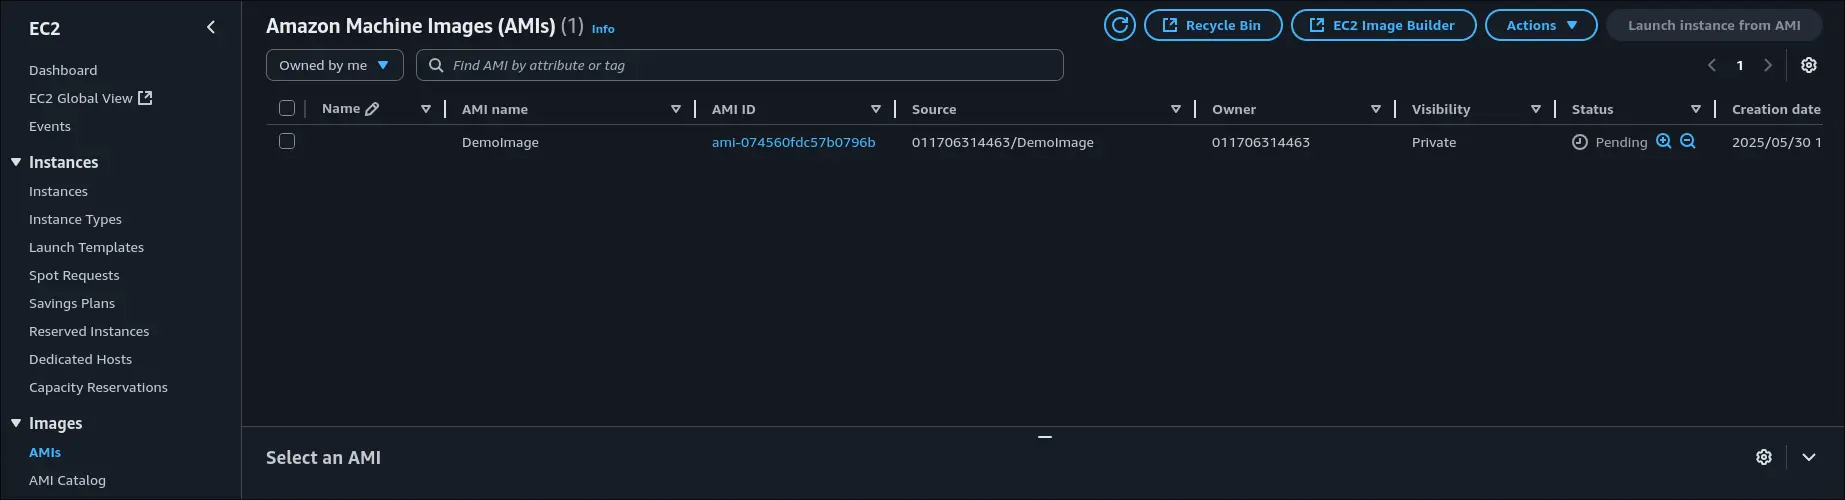 EC2
Dashboard
EC2 Global View
Events
Instances
Instances
Instance Types
Launch Templates
Spot Requests
Savings Plans
Reserved Instances
Dedicated Hosts
Capacity Reservations
Images
AMIs
AMI Catalog
Amazon Machine Images (AMIs) (1) Info
Recycle Bin
EC2 Image Builder
Actions
Launch instance from AMI
Owned by me
Find AMI by attribute or tag
1
Name AMI name AMI ID Source Owner Visibility Status Creation date
DemoImage ami-074560fdc57b0796b 011706314463/DemoImage 011706314463 Private Pending 2025/05/30 1
Select an AMI